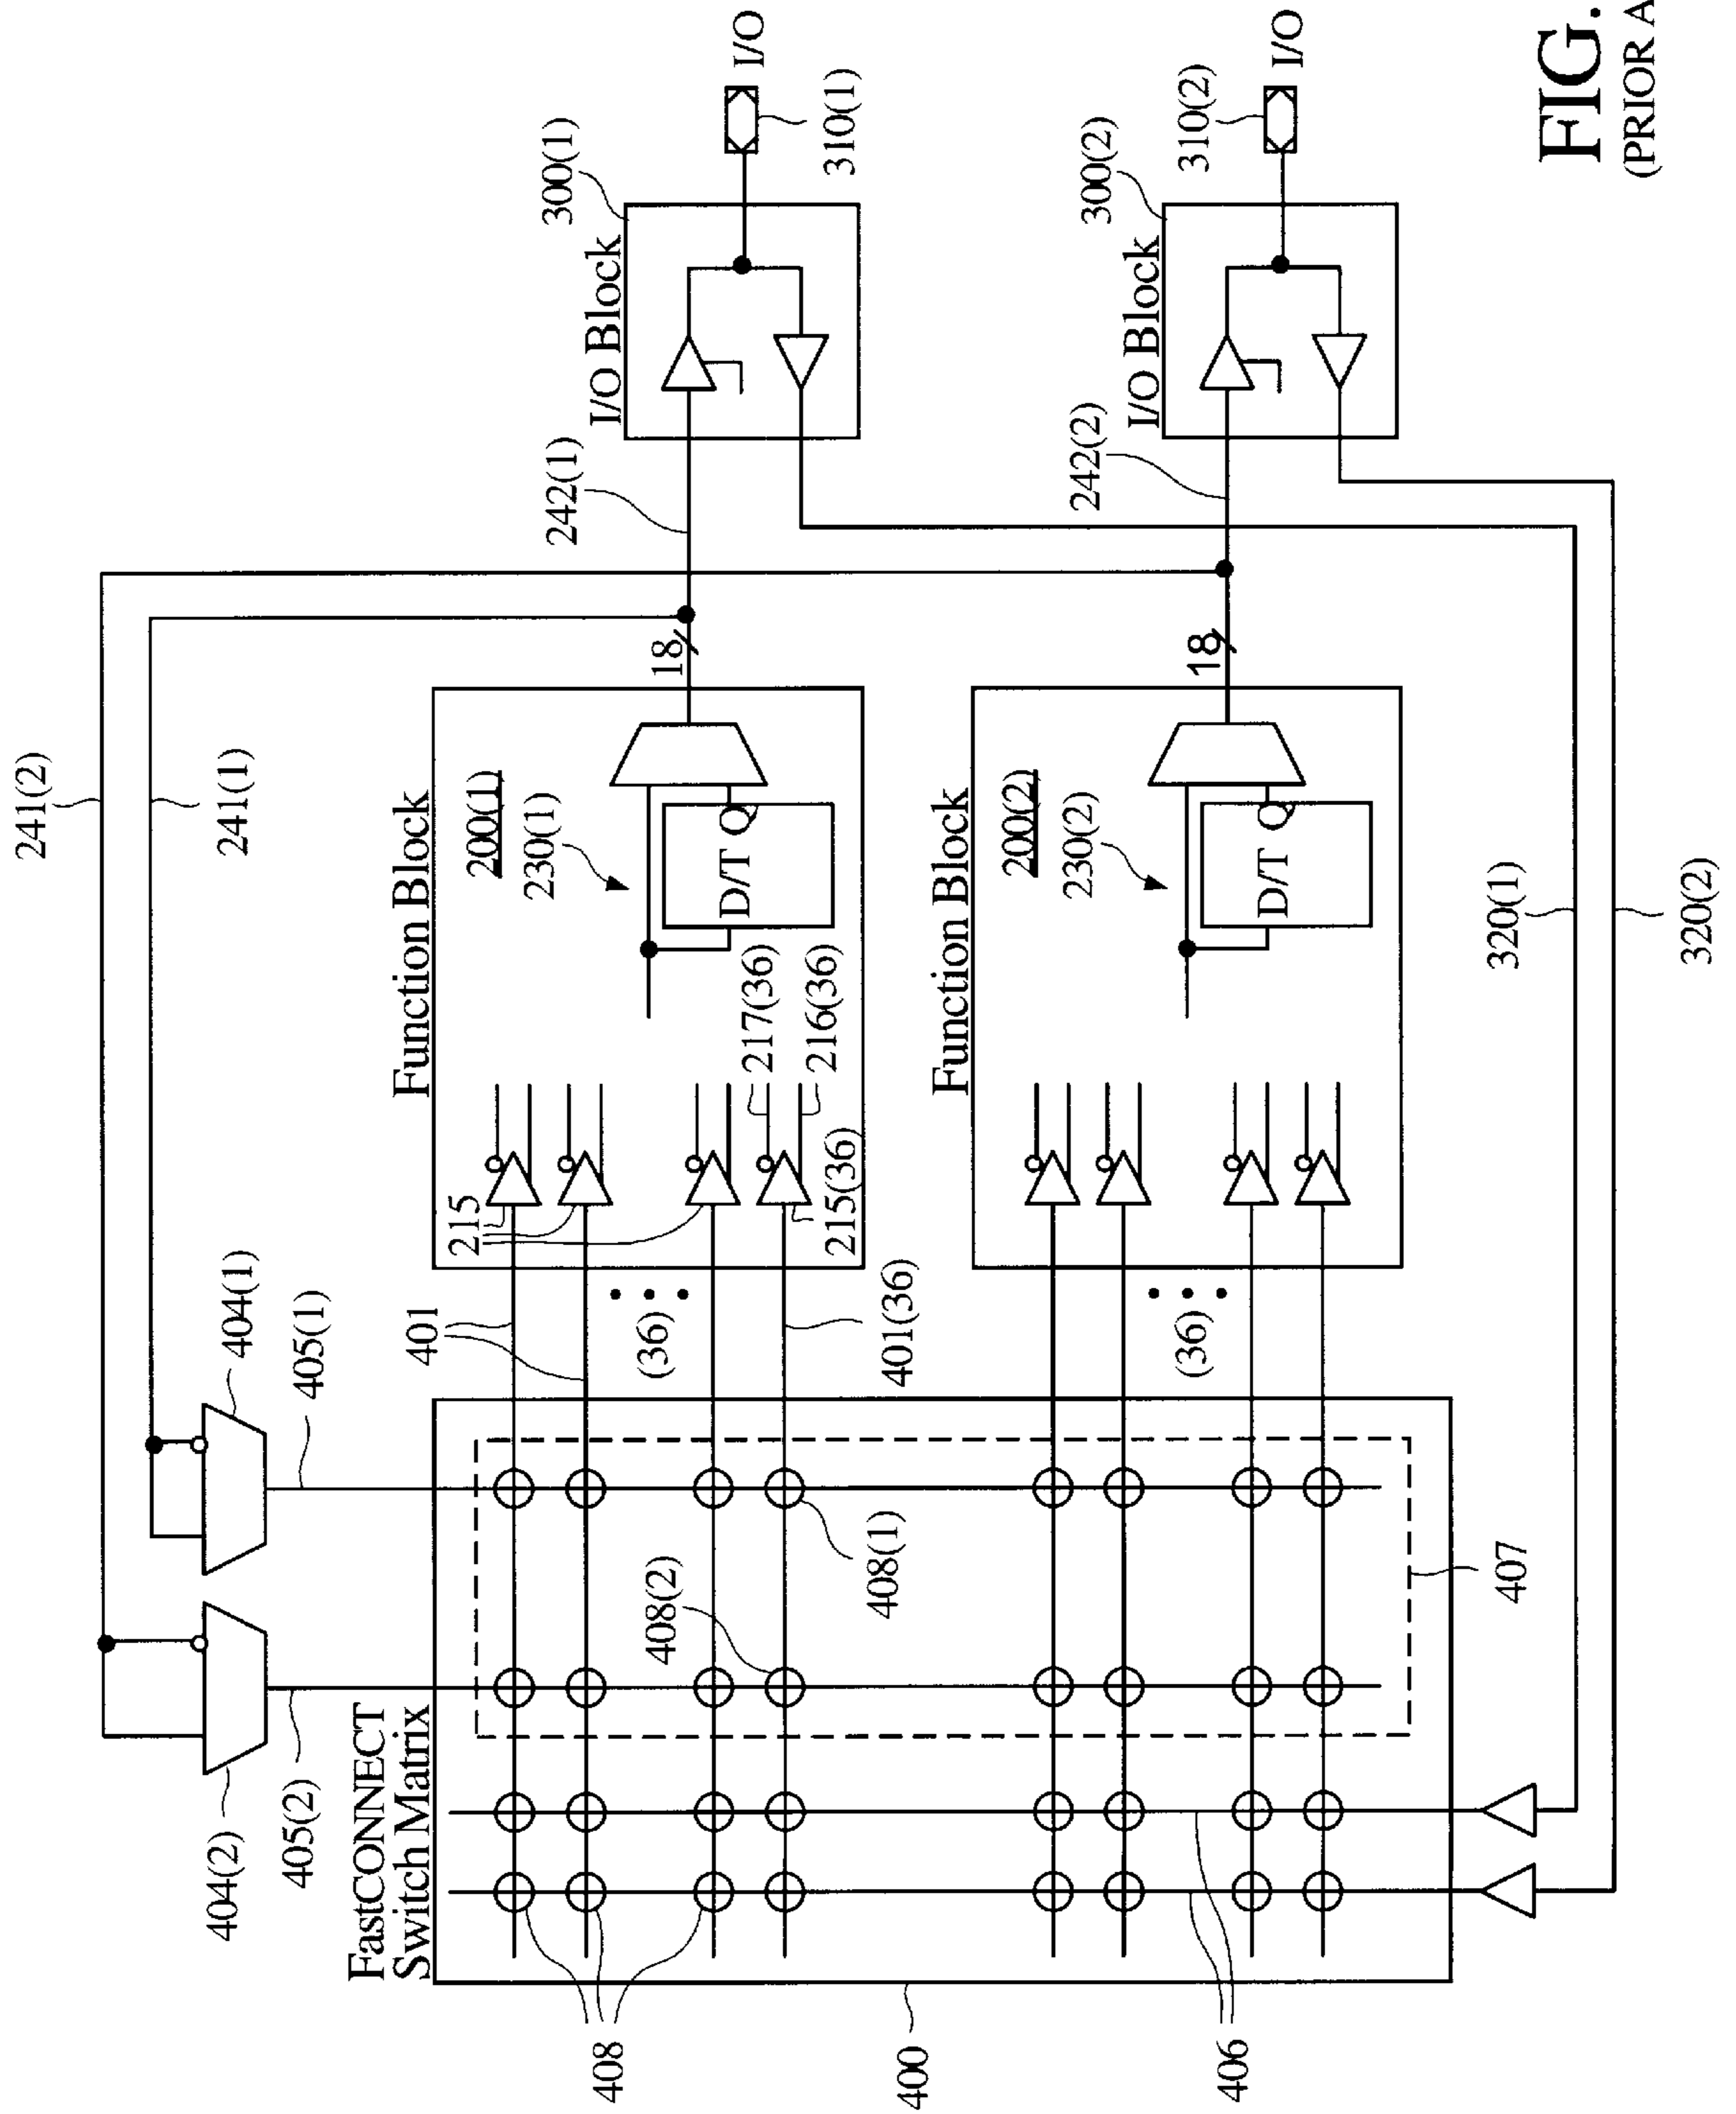 241(2)
241(1)
404(2)
405(2)
404(1)
405(1)
FastCONNECT
Switch Matrix
408
400
406
408(2)
408(1)
407
401
(36)
401(36)
(36)
Function Block
200(1)
230(1)
215
D/T Q
217(36)
216(36)
215(36)
Function Block
200(2)
230(2)
D/T Q
18
18
320(1)
320(2)
242(1)
242(2)
I/O Block
300(1)
I/O
310(1)
I/O Block
300(2)
I/O
310(2)
FIG.
(PRIOR A